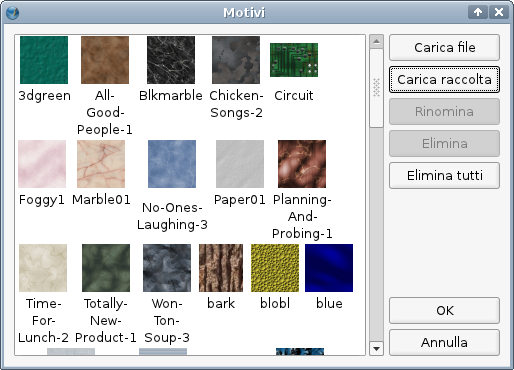 Motivi
3dgreen
All-
Good-
People-1
Blkmarble
Chicken-
Songs-2
Circuit
Foggy1
Marble01
No-Ones-
Laughing-3
Paper01
Planning-
And-
Probing-1
Time-
For-
Lunch-2
Totally-
New-
Product-1
Won-
Ton-
Soup-3
bark
blobl
blue
Carica file
Carica raccolta
Rinomina
Elimina
Elimina tutti
OK
Annulla